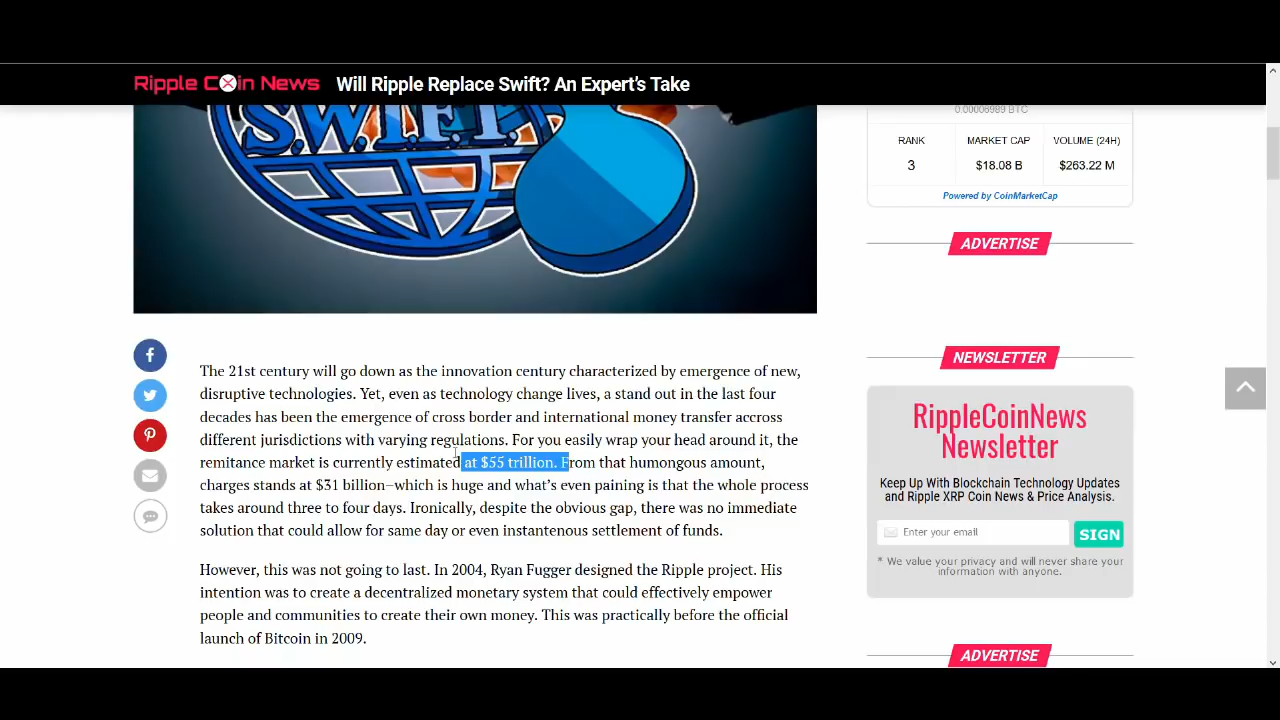 Ripple Coin News
Will Ripple Replace Swift? An Expert's Take
S.W.I.F.T
0.00006989 BTC
RANK
MARKET CAP
VOLUME (24H)
3
$18.08 B
$263.22 M
Powered by CoinMarketCap
ADVERTISE
The 21st century will go down as the innovation century characterized by emergence of new,
disruptive technologies. Yet, even as technology change lives, a stand out in the last four
decades has been the emergence of cross border and international money transfer accross
different jurisdictions with varying regulations. For you easily wrap your head around it, the
remitance market is currently estimated at $55 trillion. From that humongous amount,
charges stands at $31 billion–which is huge and what's even paining is that the whole process
takes around three to four days. Ironically, despite the obvious gap, there was no immediate
solution that could allow for same day or even instantenous settlement of funds.
However, this was not going to last. In 2004, Ryan Fugger designed the Ripple project. His
intention was to create a decentralized monetary system that could effectively empower
people and communities to create their own money. This was practically before the official
launch of Bitcoin in 2009.
NEWSLETTER
RippleCoinNews
Newsletter
Keep Up With Blockchain Technology Updates
and Ripple XRP Coin News & Price Analysis.
Enter your email
SIGN
* We value your privacy and will never share your
information with anyone.
ADVERTISE